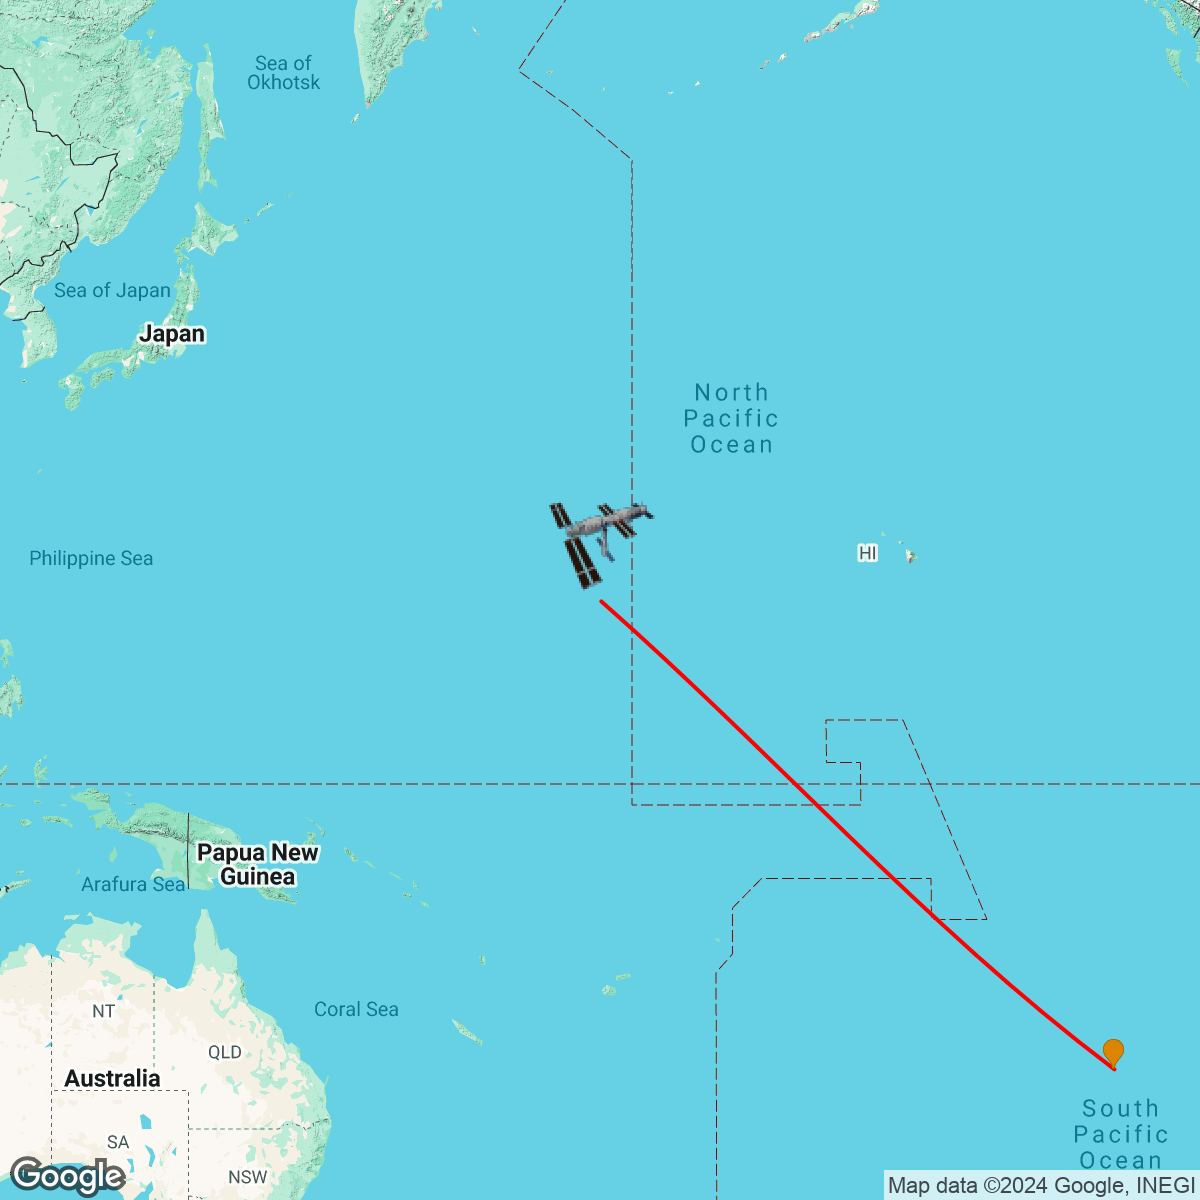 Sea of
Okhotsk
Sea of Japan
Japan
North
Pacific
Ocean
Philippine Sea
HI
Papua New
Guinea
Arafura Sea
Coral Sea
NT
QLD
Australia
South
Pacific
Ocean
SA
NSW
Google
Map data ©2024 Google, INEGI